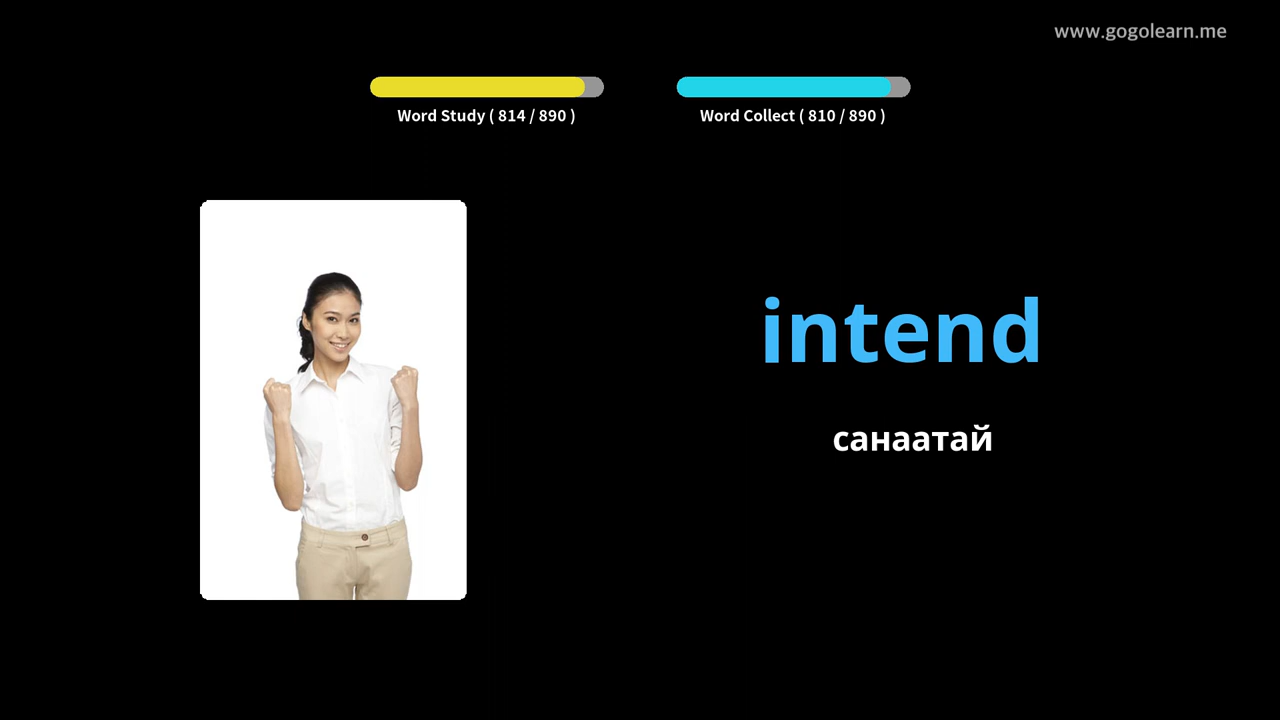 www.gogolearn.me
Word Study ( 814 / 890 )
Word Collect ( 810 / 890 )
intend
санаатай